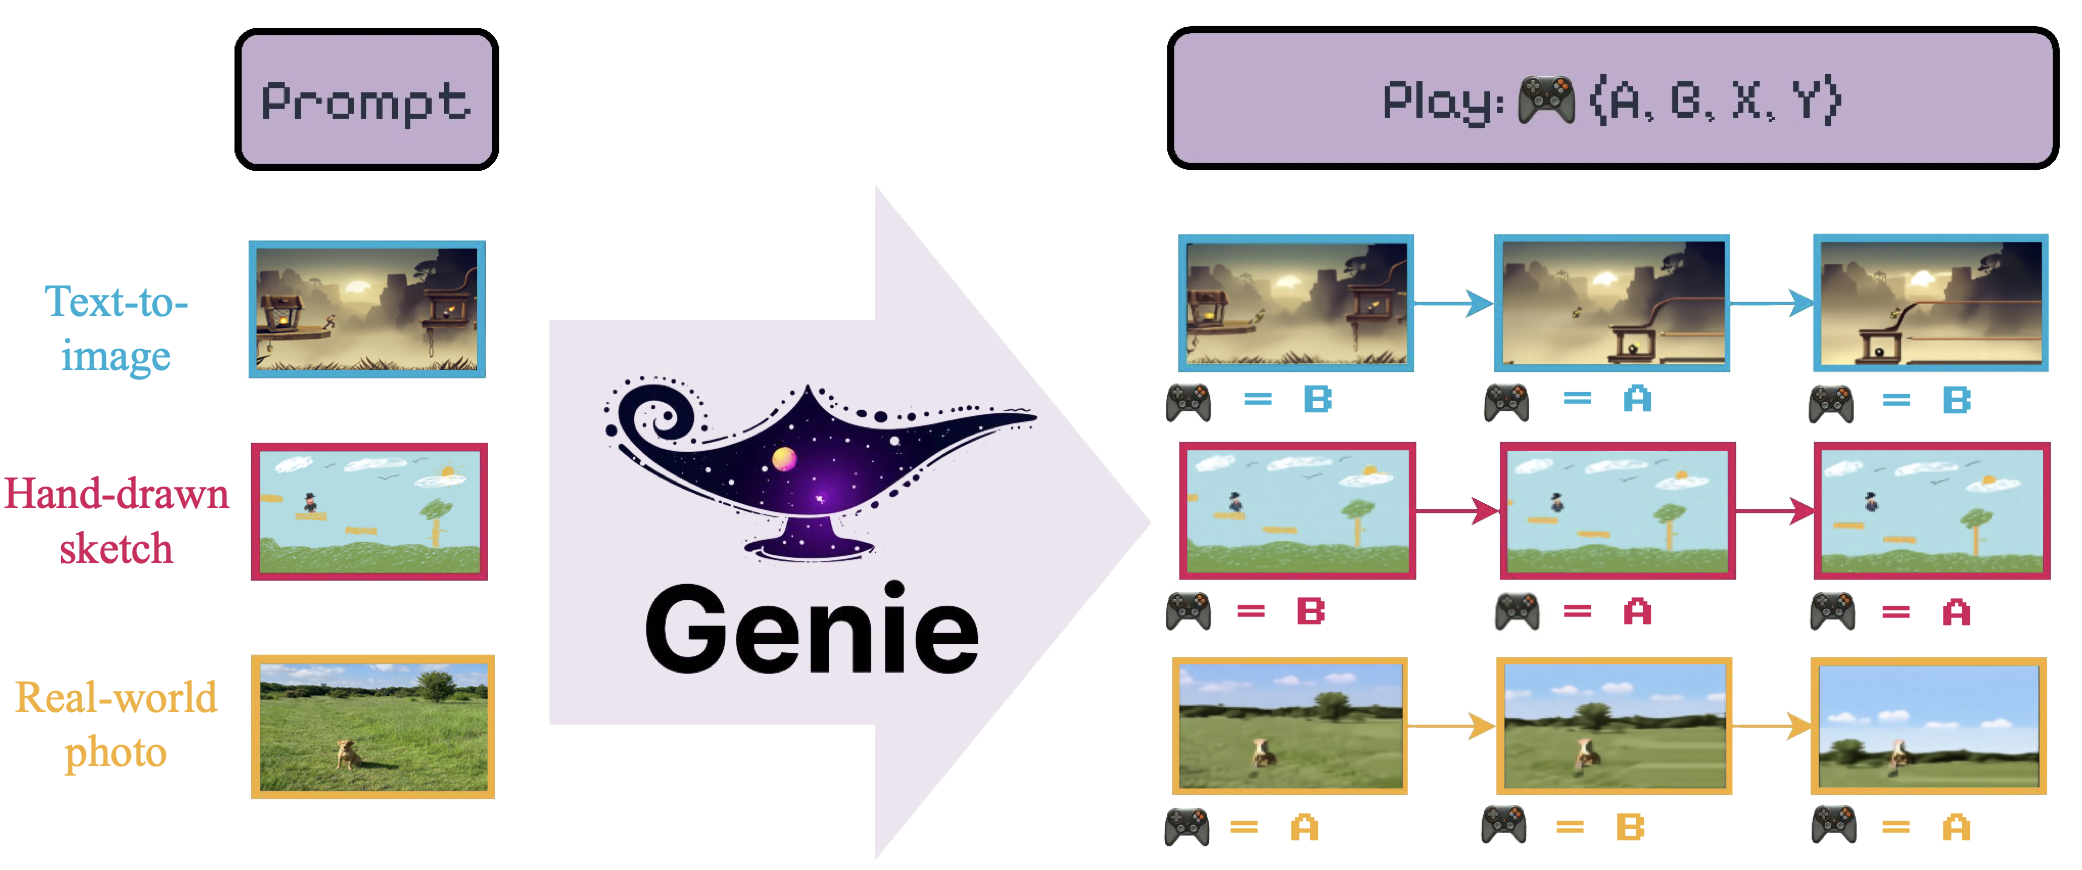 Prompt
Play: {A, B, X, Y}
Text-to-
image
= B
= A
= B
Hand-drawn
sketch
= B
= A
= A
Genie
Real-world
photo
= A
= B
= A